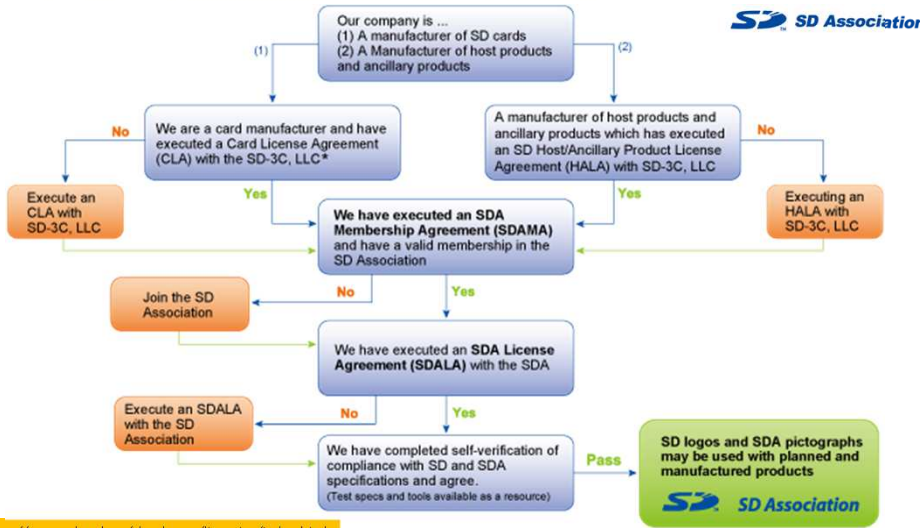 Our company is ...
(1) A manufacturer of SD cards
(2) A Manufacturer of host products
and ancillary products
SD SD Association
(1)
(2)
We are a card manufacturer and have
executed a Card License Agreement
(CLA) with the SD-3C, LLC*
A manufacturer of host products and
ancillary products which has executed
an SD Host/Ancillary Product License
Agreement (HALA) with SD-3C, LLC
No
No
Execute an
CLA with
SD-3C, LLC
Yes
Yes
Executing an
HALA with
SD-3C, LLC
We have executed an SDA
Membership Agreement (SDAMA)
and have a valid membership in the
SD Association
No
Yes
Join the SD
Association
We have executed an SDA License
Agreement (SDALA) with the SDA
No
Yes
Execute an SDALA
with the SD
Association
We have completed self-verification of
compliance with SD and SDA
specifications and agree.
(Test specs and tools available as a resource)
Pass
SD logos and SDA pictographs
may be used with planned and
manufactured products
SD SD Association